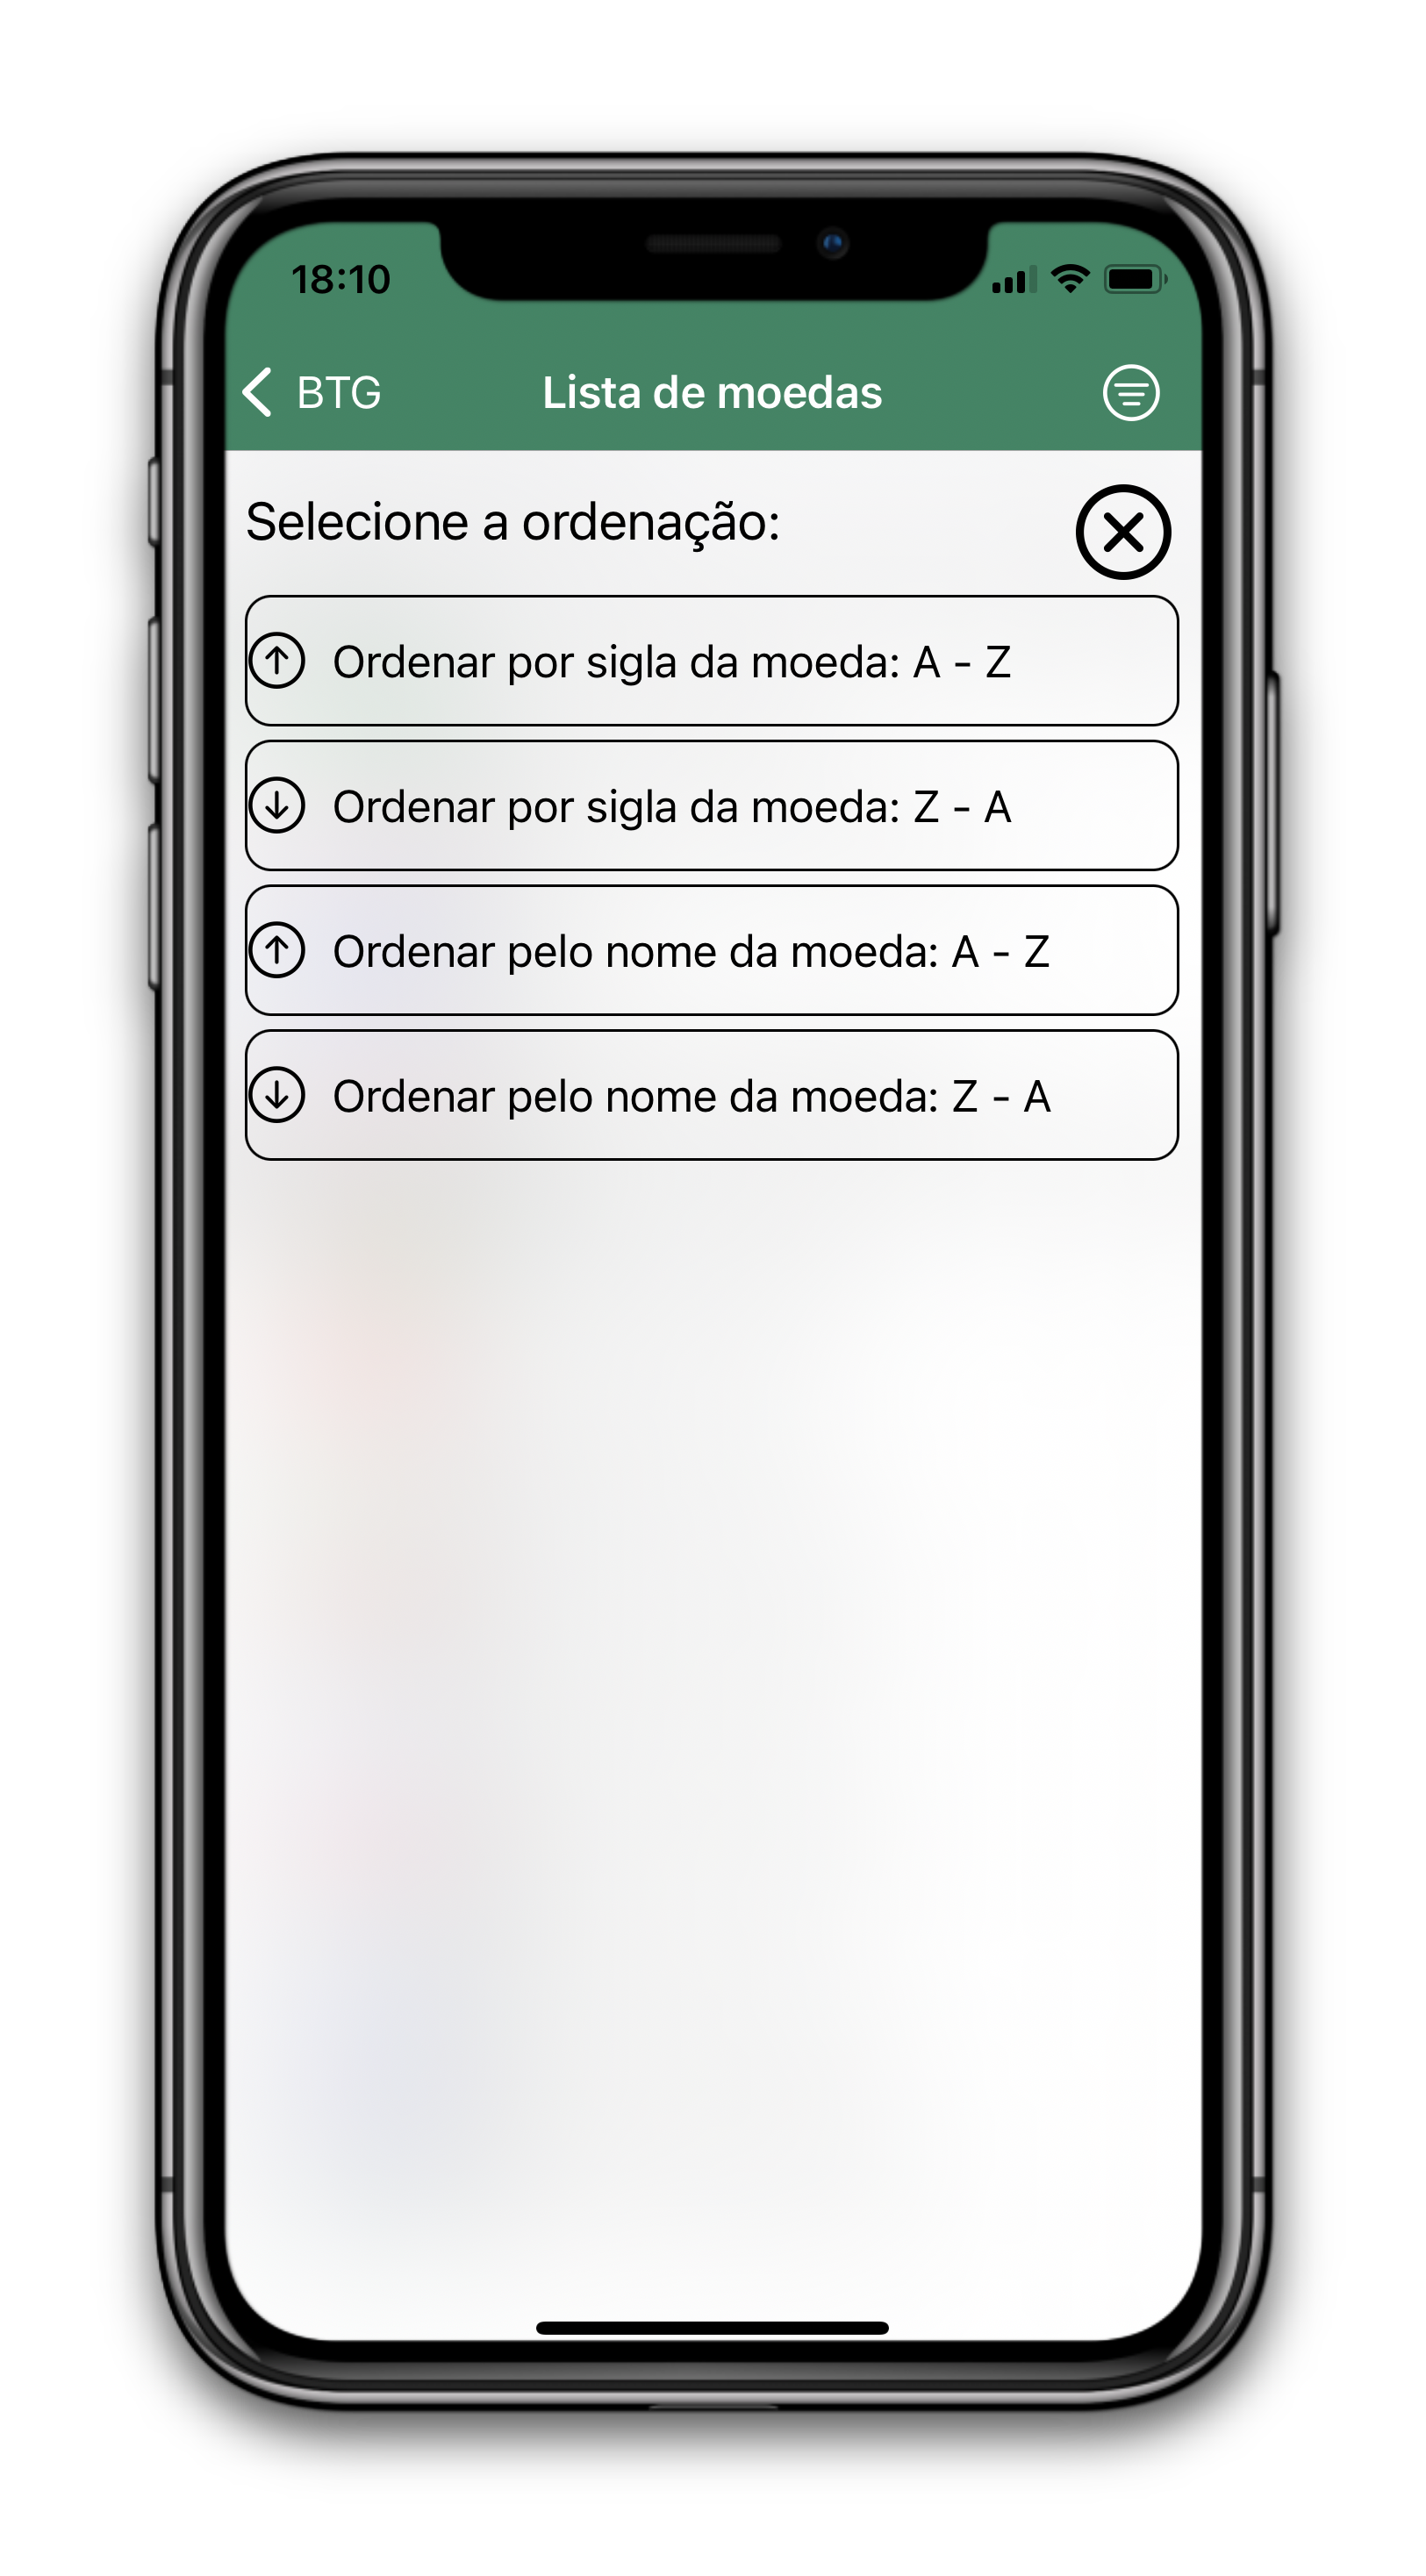 18:10
BTG
Lista de moedas
Selecione a ordenação:
Ordenar por sigla da moeda: A - Z
Ordenar por sigla da moeda: Z - A
Ordenar pelo nome da moeda: A - Z
Ordenar pelo nome da moeda: Z - A